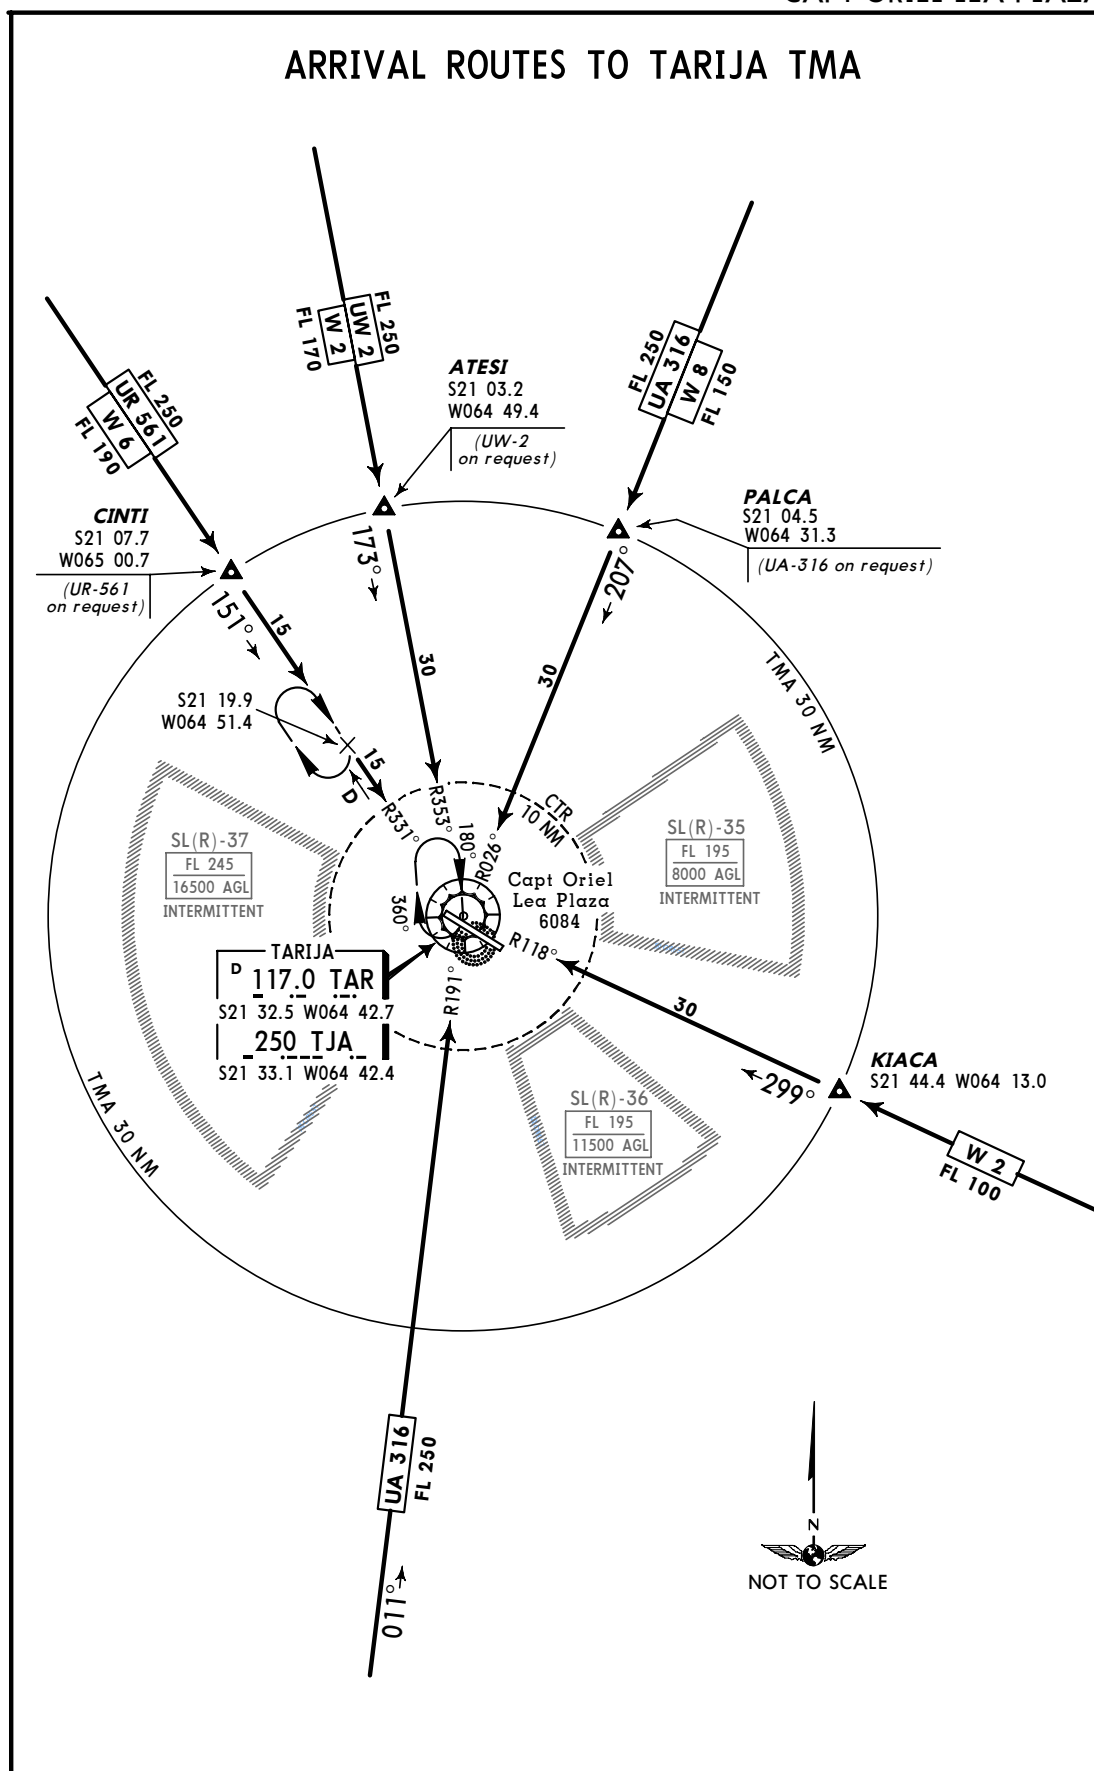 ARRIVAL ROUTES TO TARIJA TMA
FL 250
UW 2
W 2
FL 170
FL 250
UA 316
W 8
FL 150
FL 250
UR 561
W 6
FL 190
ATESI
S21 03.2
W064 49.4
(UW-2
on request)
CINTI
S21 07.7
W065 00.7
(UR-561
on request)
PALCA
S21 04.5
W064 31.3
(UA-316 on request)
173°
207°
151°
15
30
30
TMA 30 NM
S21 19.9
W064 51.4
15
D
R331°
R353°
180°
R026°
CTR
10 NM
SL(R)-37
FL 245
16500 AGL
INTERMITTENT
SL(R)-35
FL 195
8000 AGL
INTERMITTENT
Capt Oriel
Lea Plaza
6084
360°
R118°
R191°
TARIJA
D 117.0 TAR
S21 32.5 W064 42.7
250 TJA
S21 33.1 W064 42.4
30
299°
KIACA
S21 44.4 W064 13.0
W 2
FL 100
SL(R)-36
FL 195
11500 AGL
INTERMITTENT
TMA 30 NM
UA 316
FL 250
011°
N
NOT TO SCALE